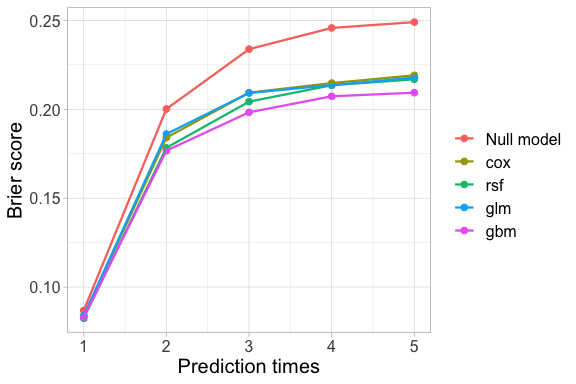 0.25
0.20
0.15
0.10
Brier score
1 2 3 4 5
Prediction times
Null model
cox
rsf
glm
gbm